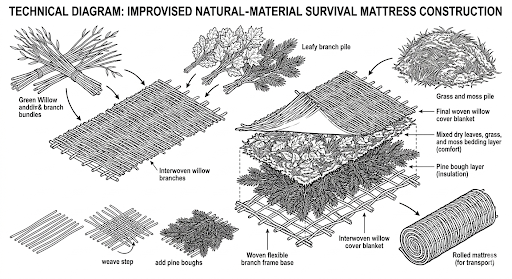 TECHNICAL DIAGRAM: IMPROVISED NATURAL-MATERIAL SURVIVAL MATTRESS CONSTRUCTION
Leafy branch pile
Green Willow
anddlr& branch
bundles
Grass and moss pile
Final woven willow
cover blanket
Mixed dry leaves, grass,
and moss bedding layer
(comfort)
Pine bough layer
(insulation)
Interwoven willow
branches
weave step
add pine boughs
Woven flexible
branch frame base
Interwoven willow
cover blanket
Rolled mattress
(for transport)